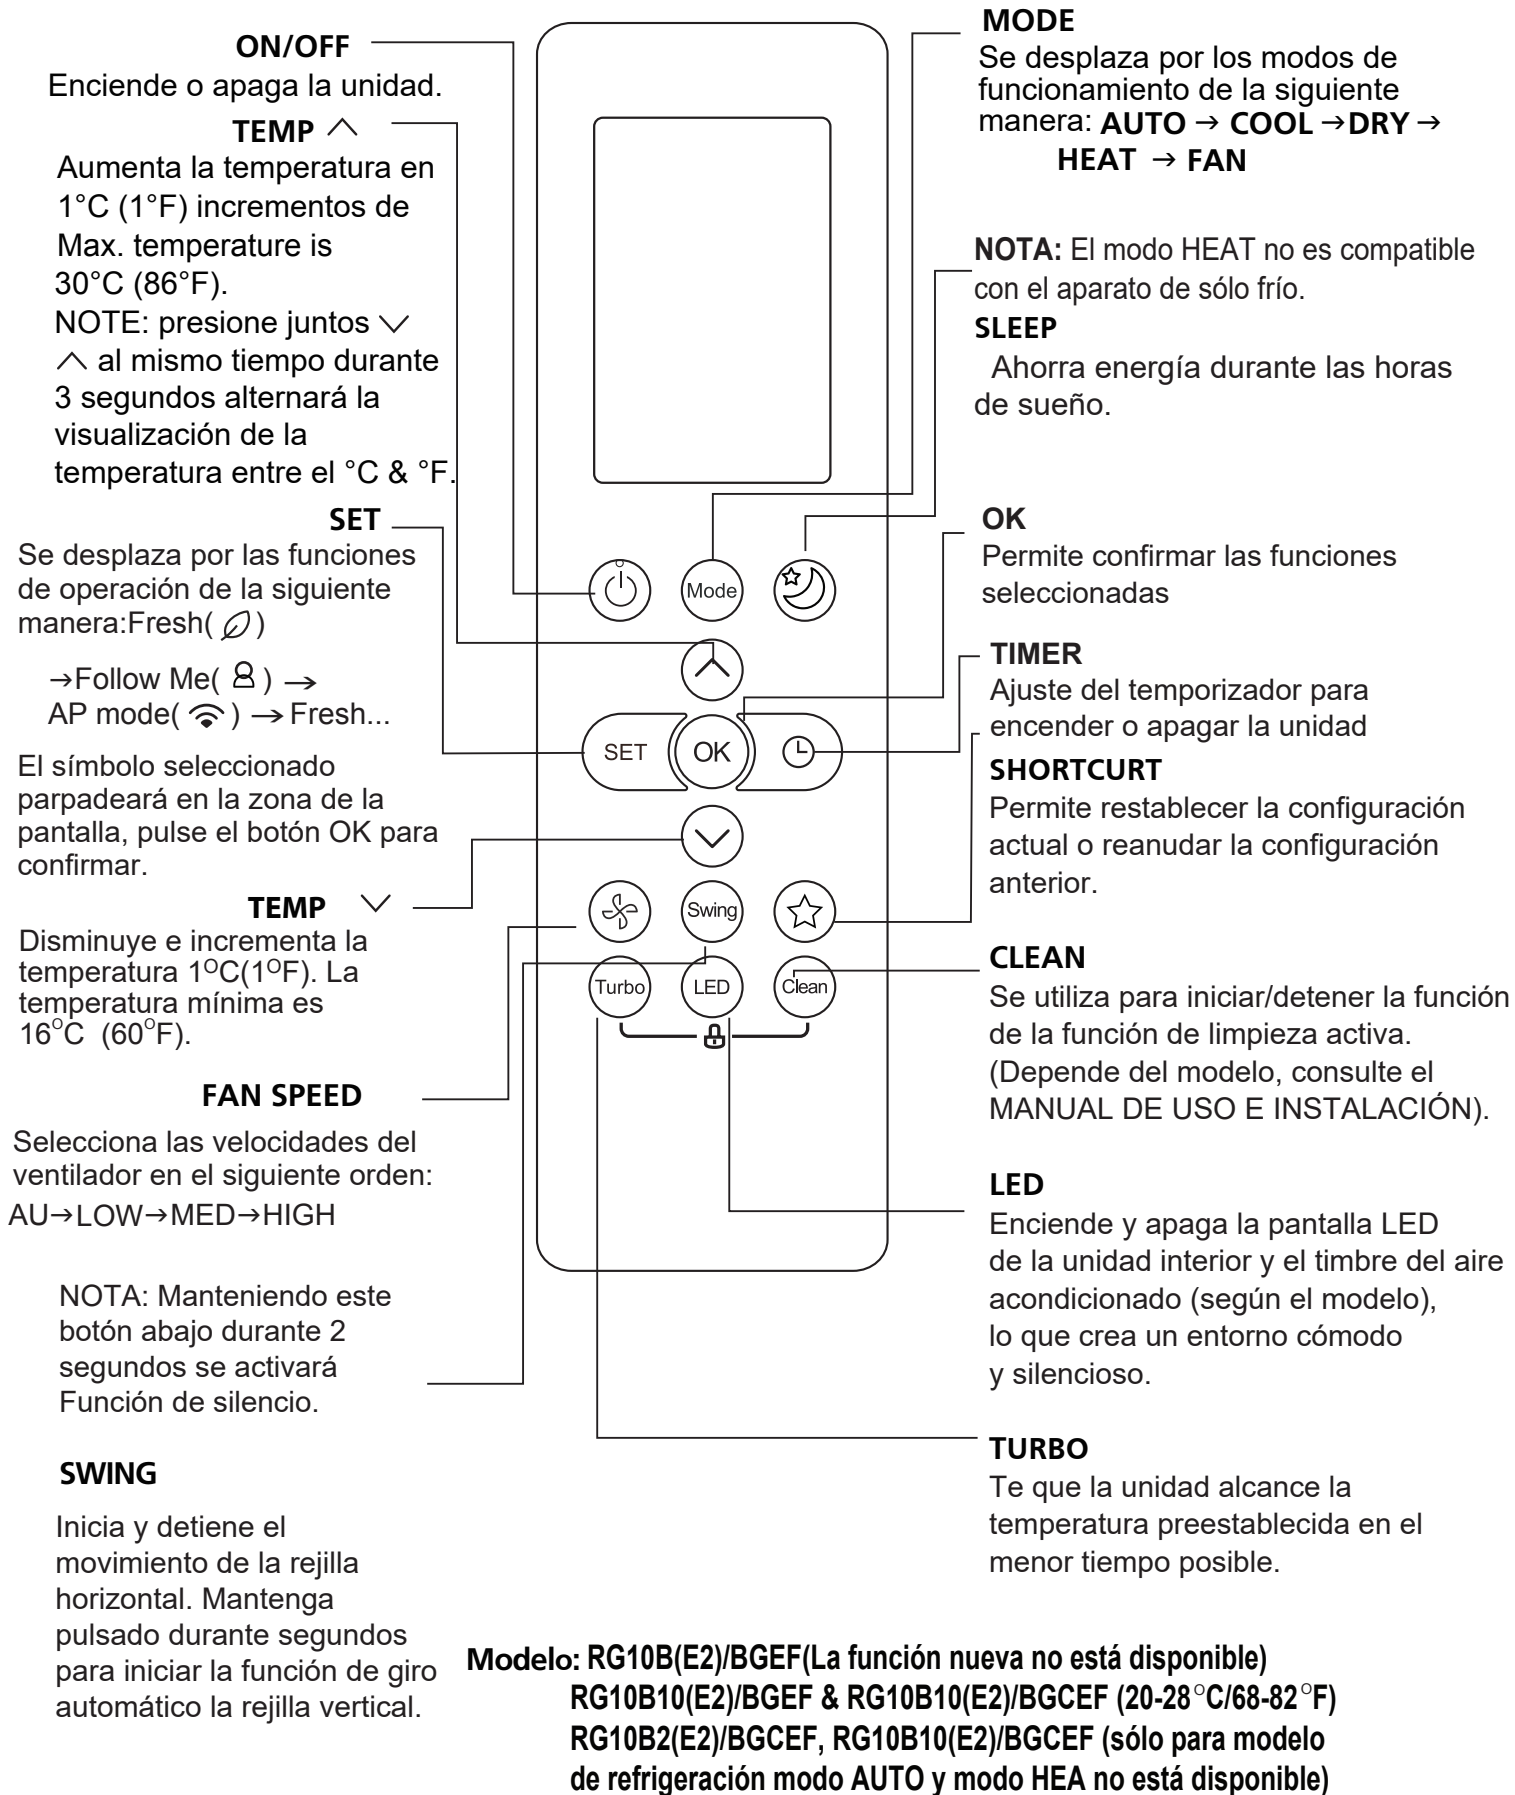 ON/OFF
Enciende o apaga la unidad.
TEMP ︿
Aumenta la temperatura en
1°C (1°F) incrementos de
Max. temperature is
30°C (86°F).
NOTE: presione juntos ﹀
︿ al mismo tiempo durante
3 segundos alternará la
visualización de la
temperatura entre el °C & °F.
SET
Se desplaza por las funciones
de operación de la siguiente
manera:Fresh( )
→Follow Me( ) →
AP mode( ) → Fresh...
El símbolo seleccionado
parpadeará en la zona de la
pantalla, pulse el botón OK para
confirmar.
TEMP ﹀
Disminuye e incrementa la
temperatura 1°C(1°F). La
temperatura mínima es
16°C (60°F).
FAN SPEED
Selecciona las velocidades del
ventilador en el siguiente orden:
AU→LOW→MED→HIGH
NOTA: Manteniendo este
botón abajo durante 2
segundos se activará
Función de silencio.
SWING
Inicia y detiene el
movimiento de la rejilla
horizontal. Mantenga
pulsado durante segundos
para iniciar la función de giro
automático la rejilla vertical.
Mode
SET
OK
Swing
Turbo
LED
Clean
MODE
Se desplaza por los modos de
funcionamiento de la siguiente
manera: AUTO → COOL →DRY →
HEAT → FAN
NOTA: El modo HEAT no es compatible
con el aparato de sólo frío.
SLEEP
Ahorra energía durante las horas
de sueño.
OK
Permite confirmar las funciones
seleccionadas
TIMER
Ajuste del temporizador para
encender o apagar la unidad
SHORTCURT
Permite restablecer la configuración
actual o reanudar la configuración
anterior.
CLEAN
Se utiliza para iniciar/detener la función
de la función de limpieza activa.
(Depende del modelo, consulte el
MANUAL DE USO E INSTALACIÓN).
LED
Enciende y apaga la pantalla LED
de la unidad interior y el timbre del aire
acondicionado (según el modelo),
lo que crea un entorno cómodo
y silencioso.
TURBO
Te que la unidad alcance la
temperatura preestablecida en el
menor tiempo posible.
Modelo: RG10B(E2)/BGEF(La función nueva no está disponible)
RG10B10(E2)/BGEF & RG10B10(E2)/BGCEF (20-28°C/68-82°F)
RG10B2(E2)/BGCEF, RG10B10(E2)/BGCEF (sólo para modelo
de refrigeración modo AUTO y modo HEA no está disponible)